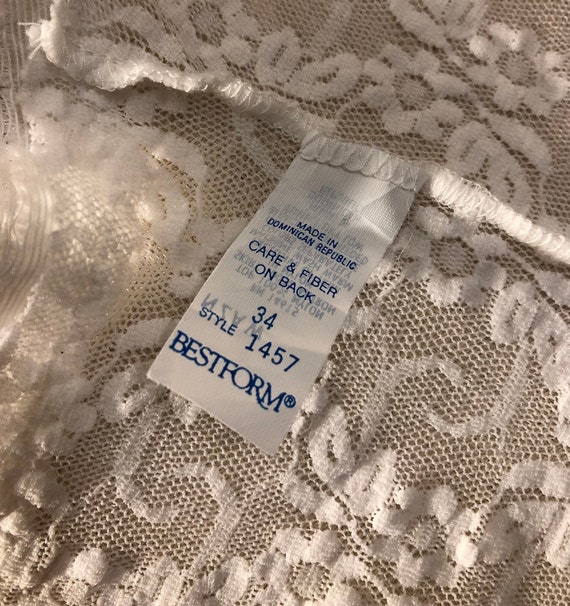 MADE IN
DOMINICAN REPUBLIC
CARE & FIBER
ON BACK
34
STYLE 1457
BESTFORM®